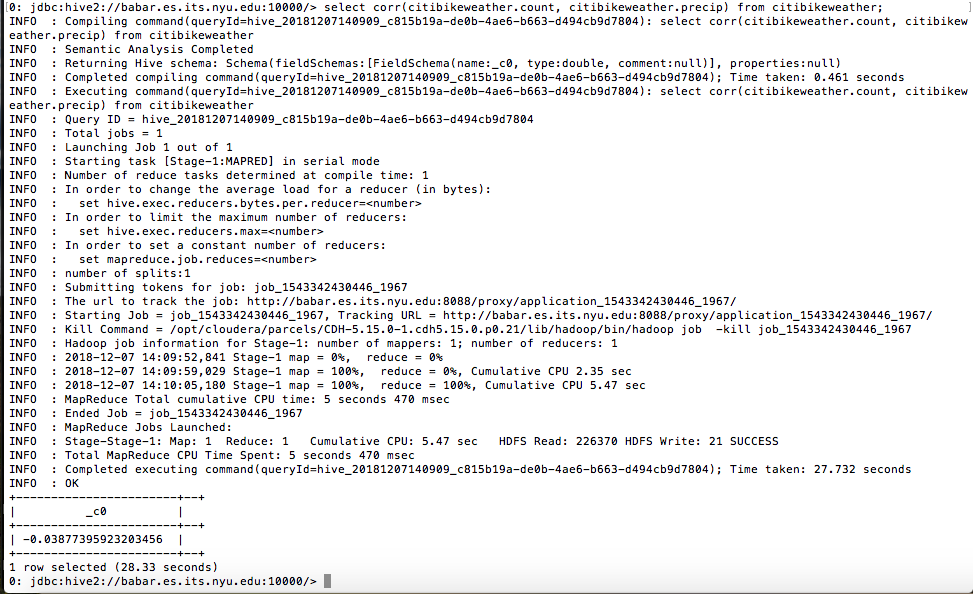 [0: jdbc:hive2://babar.es.its.nyu.edu:10000/> select corr(citibikeweather.count, citibikeweather.precip) from citibikeweather; ]
INFO  : Compiling command(queryId=hive_20181207140909_c815b19a-de0b-4ae6-b663-d494cb9d7804): select corr(citibikeweather.count, citibikew
eather.precip) from citibikeweather
INFO  : Semantic Analysis Completed
INFO  : Returning Hive schema: Schema(fieldSchemas:[FieldSchema(name:_c0, type:double, comment:null)], properties:null)
INFO  : Completed compiling command(queryId=hive_20181207140909_c815b19a-de0b-4ae6-b663-d494cb9d7804); Time taken: 0.461 seconds
INFO  : Executing command(queryId=hive_20181207140909_c815b19a-de0b-4ae6-b663-d494cb9d7804): select corr(citibikeweather.count, citibikew
eather.precip) from citibikeweather
INFO  : Query ID = hive_20181207140909_c815b19a-de0b-4ae6-b663-d494cb9d7804
INFO  : Total jobs = 1
INFO  : Launching Job 1 out of 1
INFO  : Starting task [Stage-1:MAPRED] in serial mode
INFO  : Number of reduce tasks determined at compile time: 1
INFO  : In order to change the average load for a reducer (in bytes):
INFO  :   set hive.exec.reducers.bytes.per.reducer=<number>
INFO  : In order to limit the maximum number of reducers:
INFO  :   set hive.exec.reducers.max=<number>
INFO  : In order to set a constant number of reducers:
INFO  :   set mapreduce.job.reduces=<number>
INFO  : number of splits:1
INFO  : Submitting tokens for job: job_1543342430446_1967
INFO  : The url to track the job: http://babar.es.its.nyu.edu:8088/proxy/application_1543342430446_1967/
INFO  : Starting Job = job_1543342430446_1967, Tracking URL = http://babar.es.its.nyu.edu:8088/proxy/application_1543342430446_1967/
INFO  : Kill Command = /opt/cloudera/parcels/CDH-5.15.0-1.cdh5.15.0.p0.21/lib/hadoop/bin/hadoop job  -kill job_1543342430446_1967
INFO  : Hadoop job information for Stage-1: number of mappers: 1; number of reducers: 1
INFO  : 2018-12-07 14:09:52,841 Stage-1 map = 0%,  reduce = 0%
INFO  : 2018-12-07 14:09:59,029 Stage-1 map = 100%,  reduce = 0%, Cumulative CPU 2.35 sec
INFO  : 2018-12-07 14:10:05,180 Stage-1 map = 100%,  reduce = 100%, Cumulative CPU 5.47 sec
INFO  : MapReduce Total cumulative CPU time: 5 seconds 470 msec
INFO  : Ended Job = job_1543342430446_1967
INFO  : MapReduce Jobs Launched:
INFO  : Stage-Stage-1: Map: 1  Reduce: 1   Cumulative CPU: 5.47 sec   HDFS Read: 226370 HDFS Write: 21 SUCCESS
INFO  : Total MapReduce CPU Time Spent: 5 seconds 470 msec
INFO  : Completed executing command(queryId=hive_20181207140909_c815b19a-de0b-4ae6-b663-d494cb9d7804); Time taken: 27.732 seconds
INFO  : OK
+-----------------------+--+
|          _c0          |
+-----------------------+--+
| -0.03877395923203456  |
+-----------------------+--+
1 row selected (28.33 seconds)
0: jdbc:hive2://babar.es.its.nyu.edu:10000/>